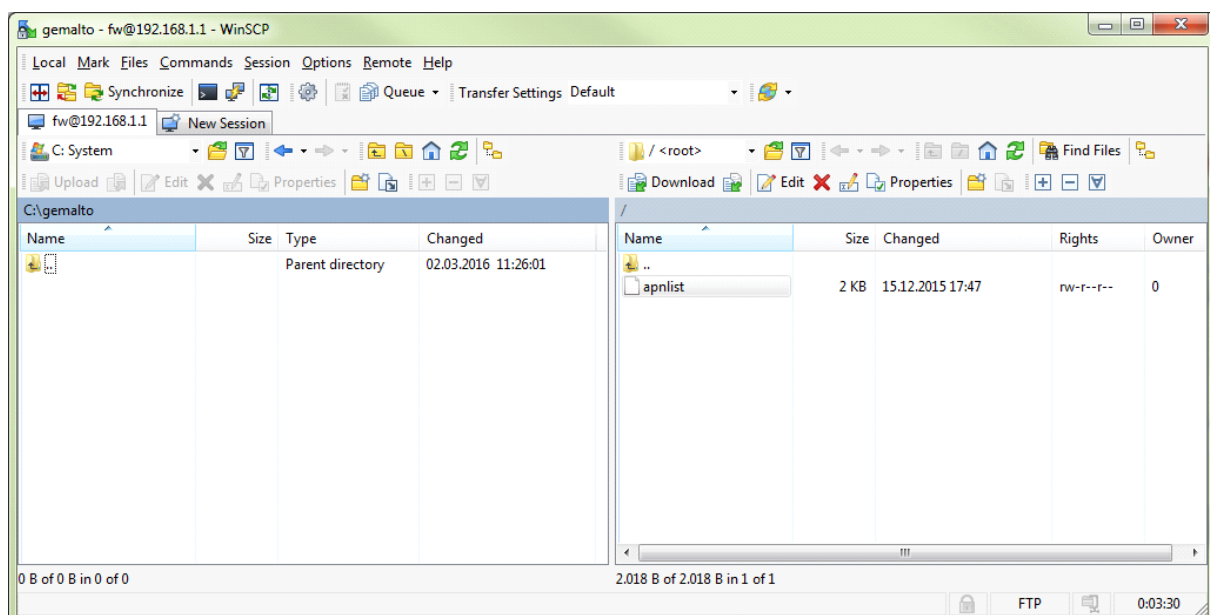 gemalto - fw@192.168.1.1 - WinSCP
Local Mark Files Commands Session Options Remote Help
Synchronize Queue Transfer Settings Default
fw@192.168.1.1 New Session
C: System / <root> Find Files
Upload Edit Properties Download Edit Properties
C:\gemalto /
Name Size Type Changed Name Size Changed Rights Owner
.. Parent directory 02.03.2016 11:26:01 ..
apnlist 2 KB 15.12.2015 17:47 rw-r--r-- 0
0 B of 0 B in 0 of 0 2.018 B of 2.018 B in 1 of 1
FTP 0:03:30